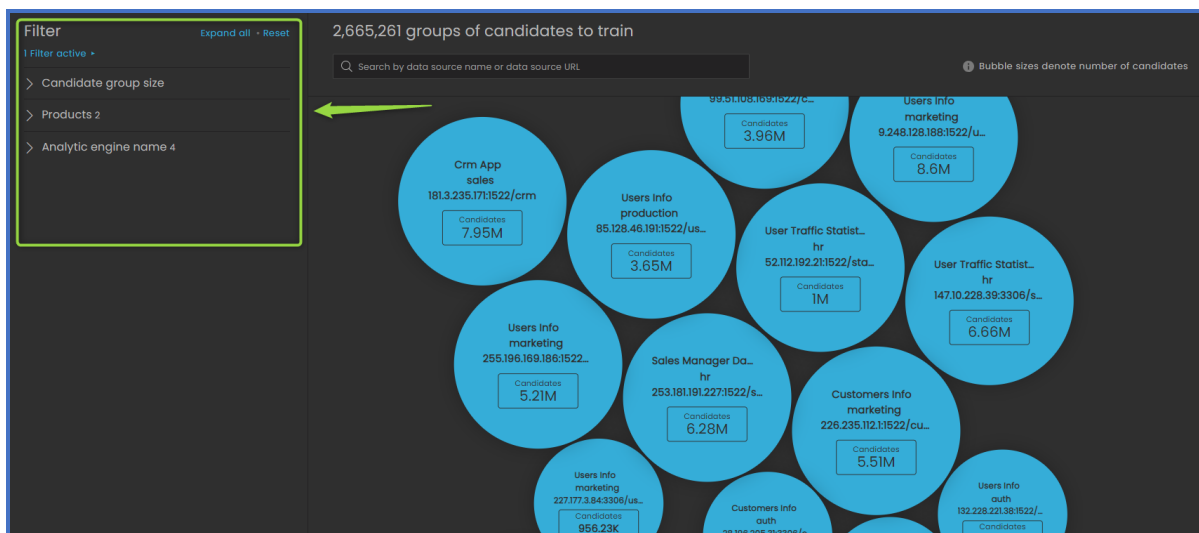 Filter
Expand all • Reset
1 Filter active
Candidate group size
Products 2
Analytic engine name 4
2,665,261 groups of candidates to train
Search by data source name or data source URL
Bubble sizes denote number of candidates
99.51.108.169:1522/c...
Candidates
3.96M
Users Info
marketing
9.248.128.188:1522/u...
Candidates
8.6M
Crm App
sales
181.3.235.171:1522/crm
Candidates
7.95M
Users Info
production
85.128.46.191:1522/us...
Candidates
3.65M
User Traffic Statist...
hr
52.112.192.21:1522/sta...
Candidates
1M
User Traffic Statist...
hr
147.10.228.39:3306/s...
Candidates
6.66M
Users Info
marketing
255.196.169.186:1522...
Candidates
5.21M
Sales Manager Da...
hr
253.181.191.227:1522/s...
Candidates
6.28M
Customers Info
marketing
226.235.112.1:1522/cu...
Candidates
5.51M
Users Info
marketing
227.177.3.84:3306/us...
Candidates
956.23K
Customers Info
auth
Users Info
auth
132.228.221.38:1522/...
Candidates